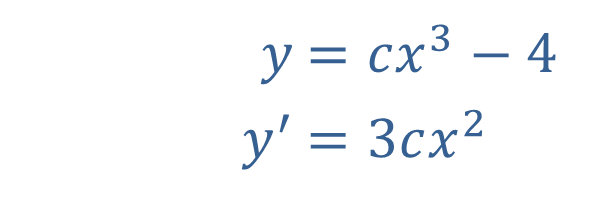 y = cx³ − 4
y′ = 3cx²